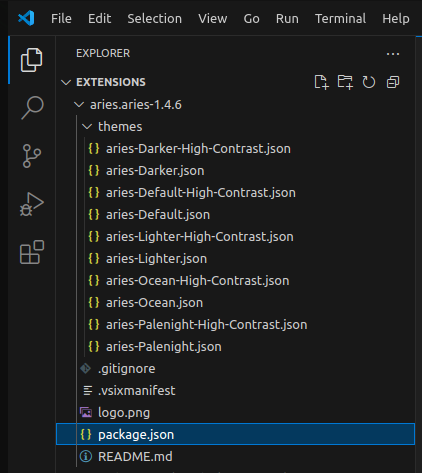 File Edit Selection View Go Run Terminal Help
EXPLORER
EXTENSIONS
aries.aries-1.4.6
themes
{} aries-Darker-High-Contrast.json
{} aries-Darker.json
{} aries-Default-High-Contrast.json
{} aries-Default.json
{} aries-Lighter-High-Contrast.json
{} aries-Lighter.json
{} aries-Ocean-High-Contrast.json
{} aries-Ocean.json
{} aries-Palenight-High-Contrast.json
{} aries-Palenight.json
.gitignore
.vsixmanifest
logo.png
{} package.json
README.md